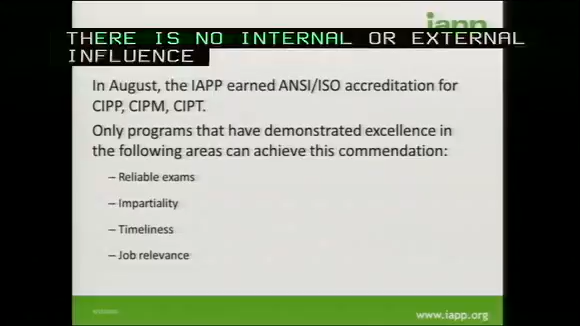 iapp
THERE IS NO INTERNAL OR EXTERNAL
INFLUENCE
In August, the IAPP earned ANSI/ISO accreditation for
CIPP, CIPM, CIPT.
Only programs that have demonstrated excellence in
the following areas can achieve this commendation:
– Reliable exams
– Impartiality
– Timeliness
– Job relevance
www.iapp.org